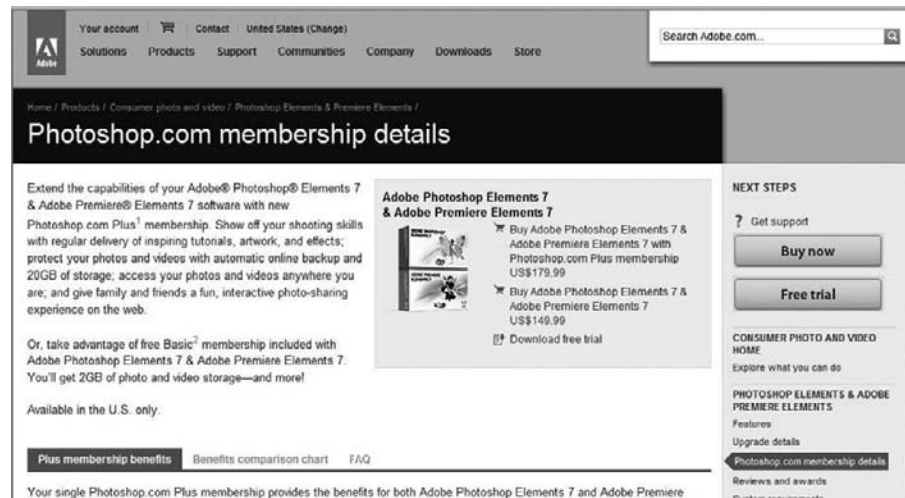 Your account Contact United States (Change)
Solutions Products Support Communities Company Downloads Store
Search Adobe.com...
Adobe
Home / Products / Consumer photo and video / Photoshop Elements & Premiere Elements /
Photoshop.com membership details
Extend the capabilities of your Adobe® Photoshop® Elements 7
& Adobe Premiere® Elements 7 software with new
Photoshop.com Plus¹ membership. Show off your shooting skills
with regular delivery of inspiring tutorials, artwork, and effects;
protect your photos and videos with automatic online backup and
20GB of storage; access your photos and videos anywhere you
are; and give family and friends a fun, interactive photo-sharing
experience on the web.
Or, take advantage of free Basic² membership included with
Adobe Photoshop Elements 7 & Adobe Premiere Elements 7.
You'll get 2GB of photo and video storage—and more!
Available in the U.S. only.
Adobe Photoshop Elements 7
& Adobe Premiere Elements 7
Buy Adobe Photoshop Elements 7 &
Adobe Premiere Elements 7 with
Photoshop.com Plus membership
US$179.99
Buy Adobe Photoshop Elements 7 &
Adobe Premiere Elements 7
US$149.99
Download free trial
NEXT STEPS
? Get support
Buy now
Free trial
CONSUMER PHOTO AND VIDEO
HOME
Explore what you can do
PHOTOSHOP ELEMENTS & ADOBE
PREMIERE ELEMENTS
Features
Upgrade details
Photoshop.com membership details
Reviews and awards
Plus membership benefits Benefits comparison chart FAQ
Your single Photoshop.com Plus membership provides the benefits for both Adobe Photoshop Elements 7 and Adobe Premiere